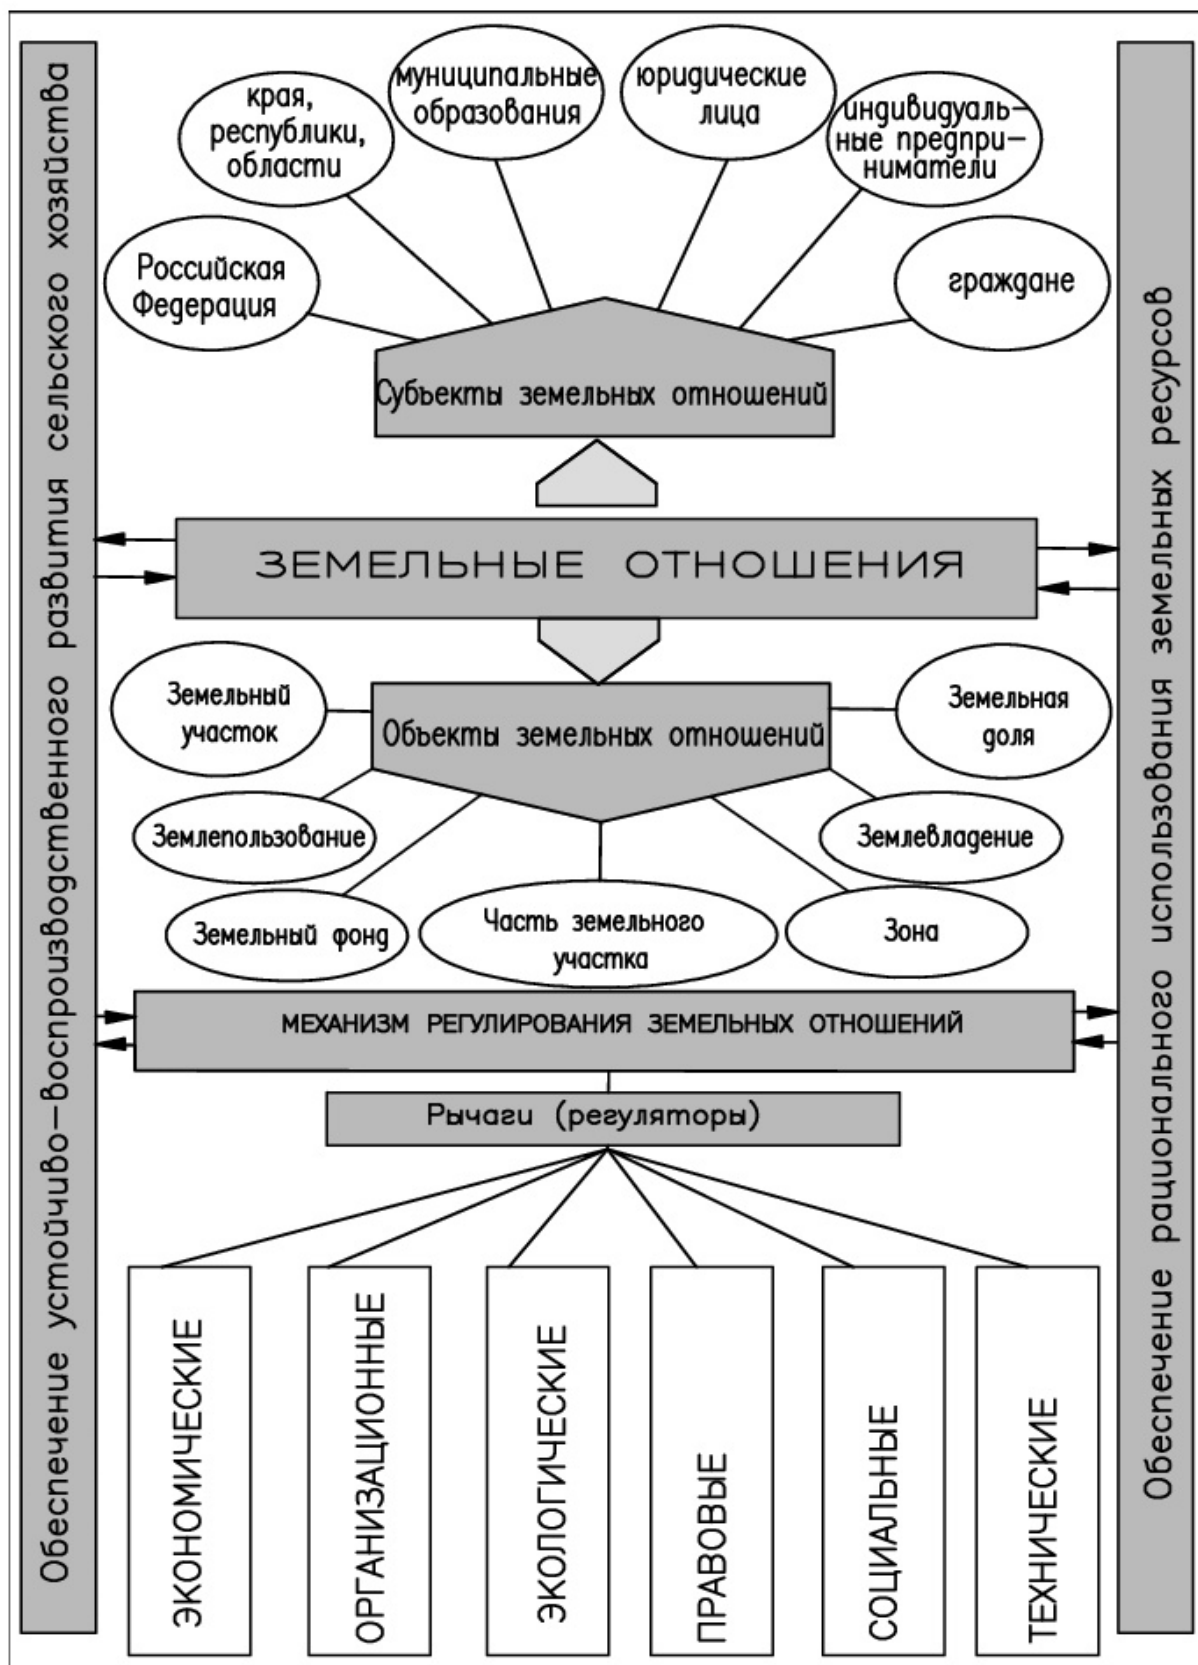 Обеспечение устойчиво-воспроизводственного развития сельского хозяйства
края,
республики,
области
муниципальные
образования
юридические
лица
индивидуаль-
ные предпри-
ниматели
Российская
Федерация
граждане
Субъекты земельных отношений
ЗЕМЕЛЬНЫЕ ОТНОШЕНИЯ
Земельный
участок
Объекты земельных отношений
Земельная
доля
Землепользование
Землевладение
Земельный фонд
Часть земельного
участка
Зона
МЕХАНИЗМ РЕГУЛИРОВАНИЯ ЗЕМЕЛЬНЫХ ОТНОШЕНИЙ
Рычаги (регуляторы)
ЭКОНОМИЧЕСКИЕ
ОРГАНИЗАЦИОННЫЕ
ЭКОЛОГИЧЕСКИЕ
ПРАВОВЫЕ
СОЦИАЛЬНЫЕ
ТЕХНИЧЕСКИЕ
Обеспечение рационального использования земельных ресурсов